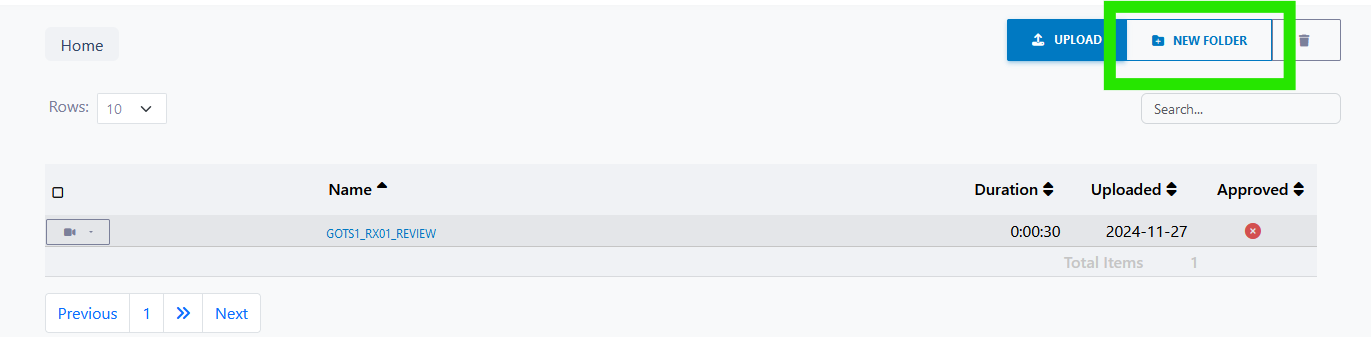 Home
UPLOAD
NEW FOLDER
Rows: 10
Search...
Name Duration Uploaded Approved
GOTS1_RX01_REVIEW 0:00:30 2024-11-27
Total Items 1
Previous 1 Next